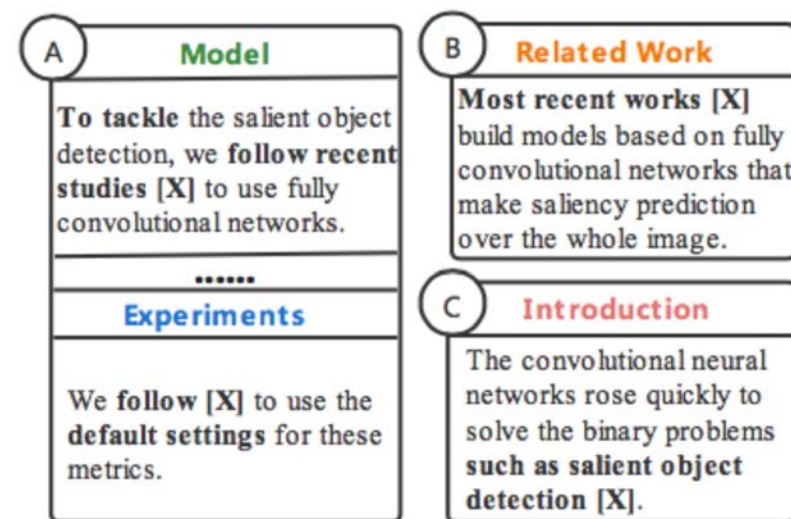 A
Model
To tackle the salient object
detection, we follow recent
studies [X] to use fully
convolutional networks.
......
Experiments
We follow [X] to use the
default settings for these
metrics.
B
Related Work
Most recent works [X]
build models based on fully
convolutional networks that
make saliency prediction
over the whole image.
C
Introduction
The convolutional neural
networks rose quickly to
solve the binary problems
such as salient object
detection [X].